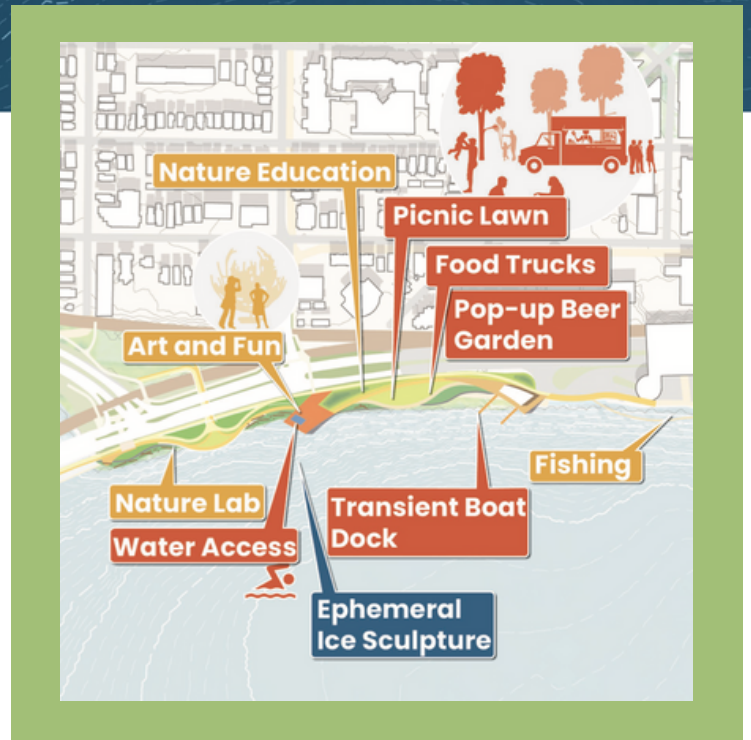 Nature Education
Picnic Lawn
Food Trucks
Pop-up Beer
Garden
Art and Fun
Fishing
Nature Lab
Transient Boat
Dock
Water Access
Ephemeral
Ice Sculpture